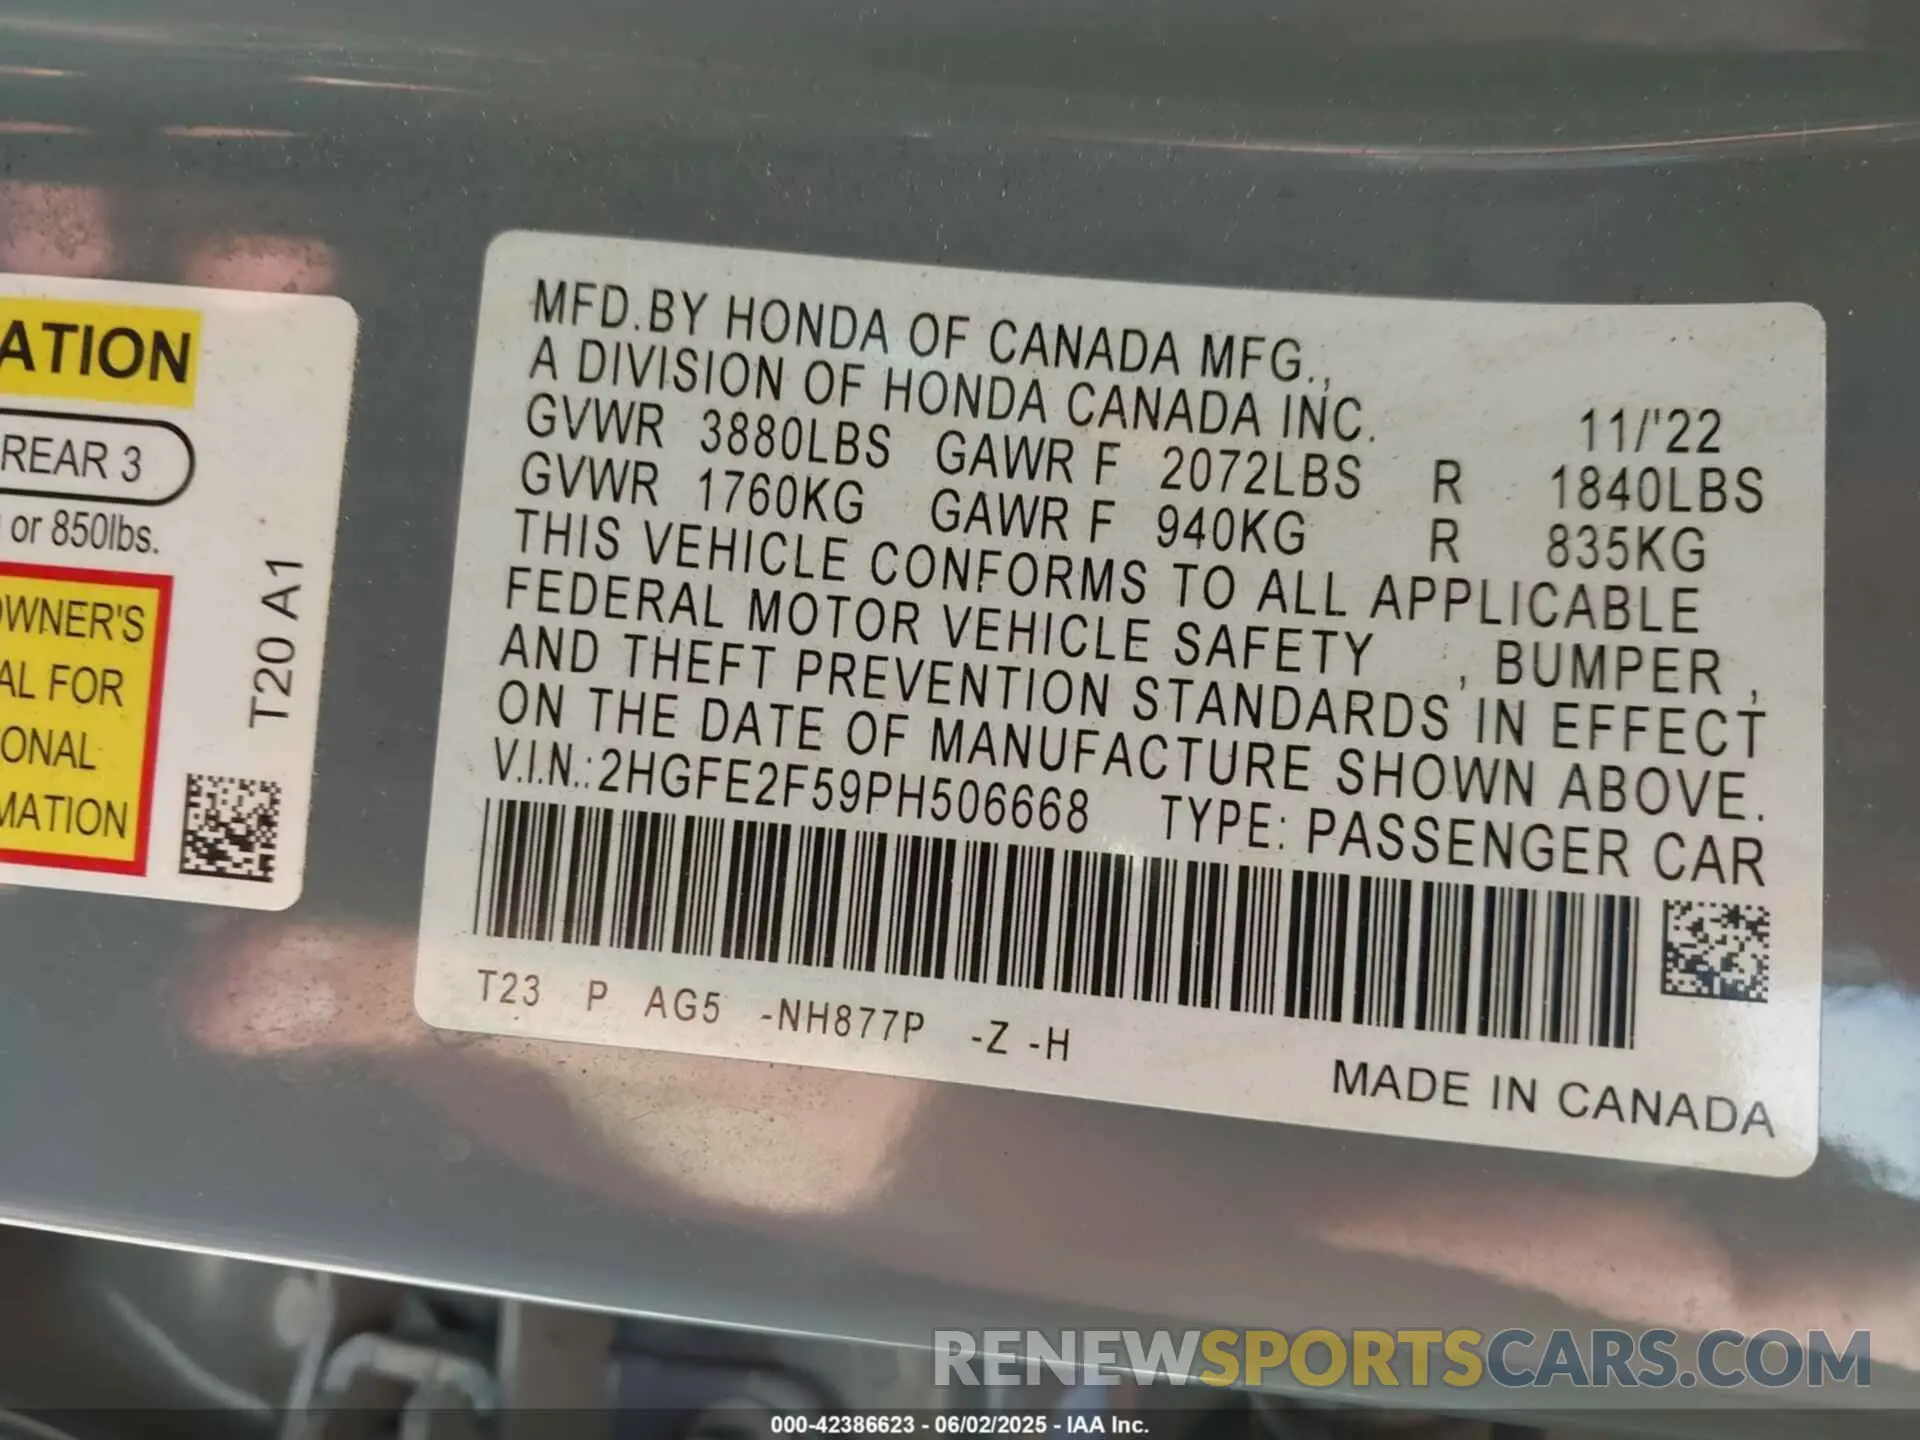 ATION
REAR 3
or 850lbs.
OWNER'S
AL FOR
ONAL
MATION
T20 A1
MFD.BY HONDA OF CANADA MFG.,
A DIVISION OF HONDA CANADA INC. 11/'22
GVWR 3880LBS GAWR F 2072LBS R 1840LBS
GVWR 1760KG GAWR F 940KG R 835KG
THIS VEHICLE CONFORMS TO ALL APPLICABLE
FEDERAL MOTOR VEHICLE SAFETY , BUMPER ,
AND THEFT PREVENTION STANDARDS IN EFFECT
ON THE DATE OF MANUFACTURE SHOWN ABOVE.
V.I.N.:2HGFE2F59PH506668 TYPE: PASSENGER CAR
T23 P AG5 -NH877P -Z -H
MADE IN CANADA
RENEWSPORTSCARS.COM
000-42386623 - 06/02/2025 - IAA Inc.